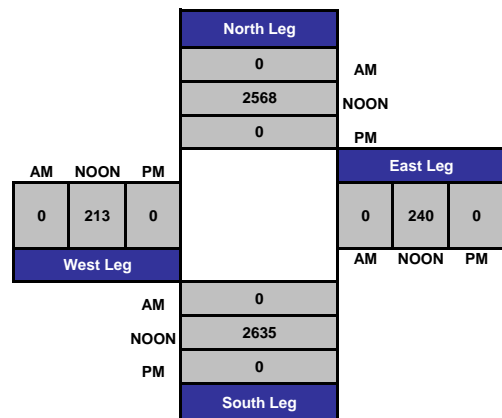 North Leg
0 AM
2568 NOON
0 PM
AM NOON PM East Leg
0 213 0 0 240 0
West Leg AM NOON PM
AM 0
NOON 2635
PM 0
South Leg